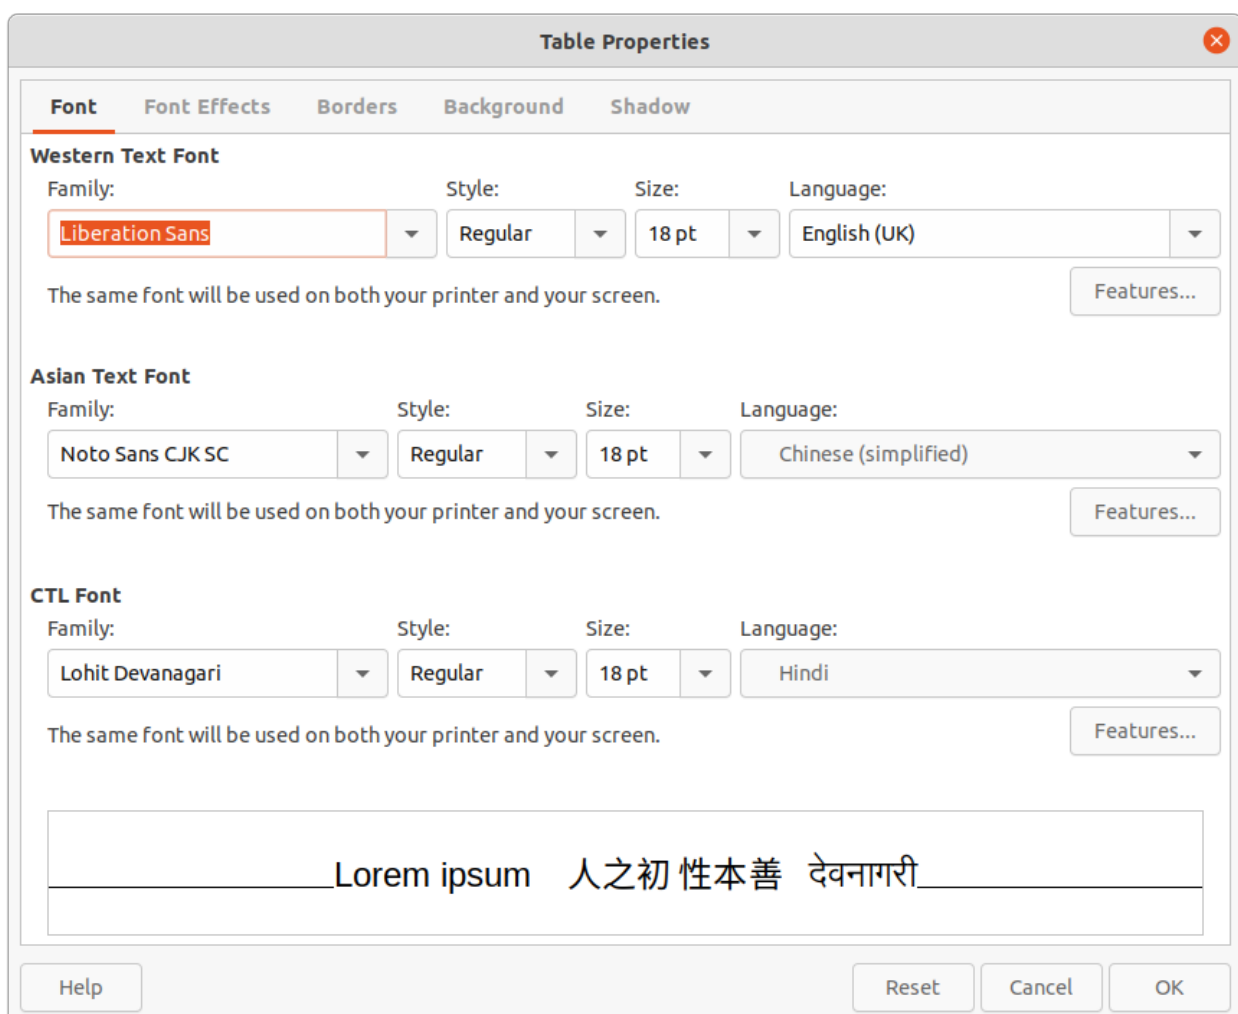 Table Properties
Font Font Effects Borders Background Shadow
Western Text Font
Family: Style: Size: Language:
Liberation Sans Regular 18 pt English (UK)
The same font will be used on both your printer and your screen. Features...
Asian Text Font
Family: Style: Size: Language:
Noto Sans CJK SC Regular 18 pt Chinese (simplified)
The same font will be used on both your printer and your screen. Features...
CTL Font
Family: Style: Size: Language:
Lohit Devanagari Regular 18 pt Hindi
The same font will be used on both your printer and your screen. Features...
Lorem ipsum 人之初 性本善 देवनागरी
Help Reset Cancel OK